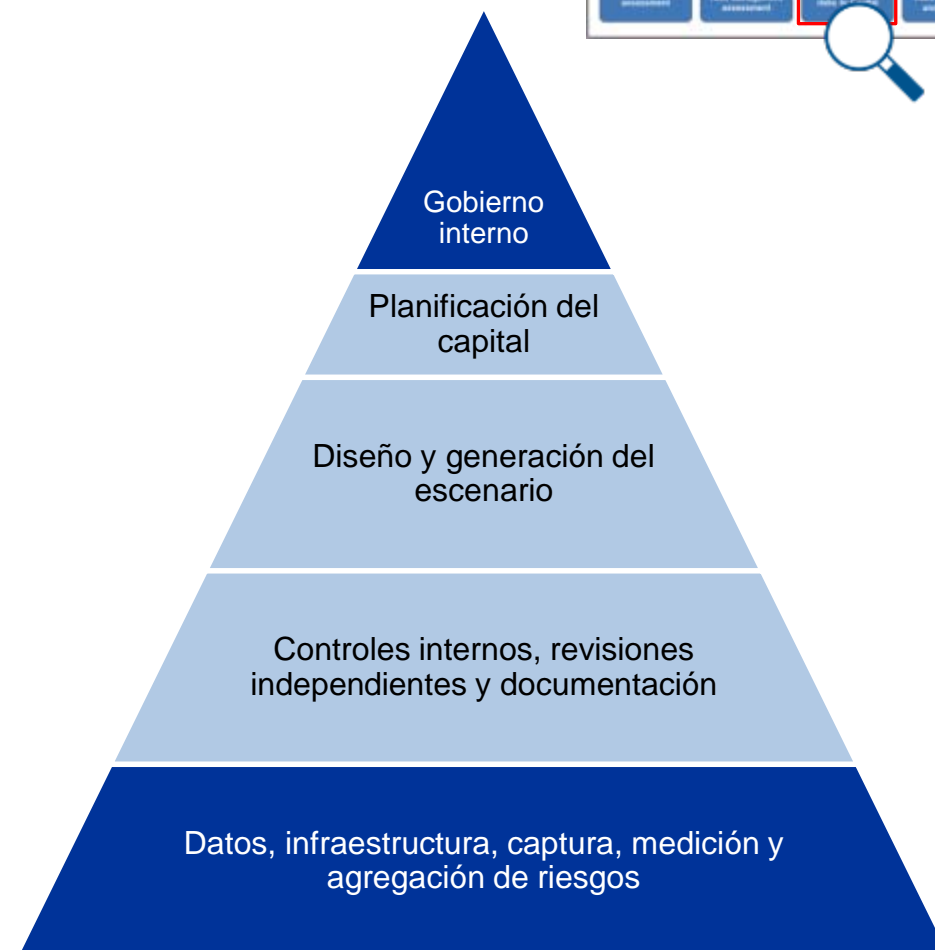 assessment
assessment
Gobierno
interno
Planificación del
capital
Diseño y generación del
escenario
Controles internos, revisiones
independientes y documentación
Datos, infraestructura, captura, medición y
agregación de riesgos